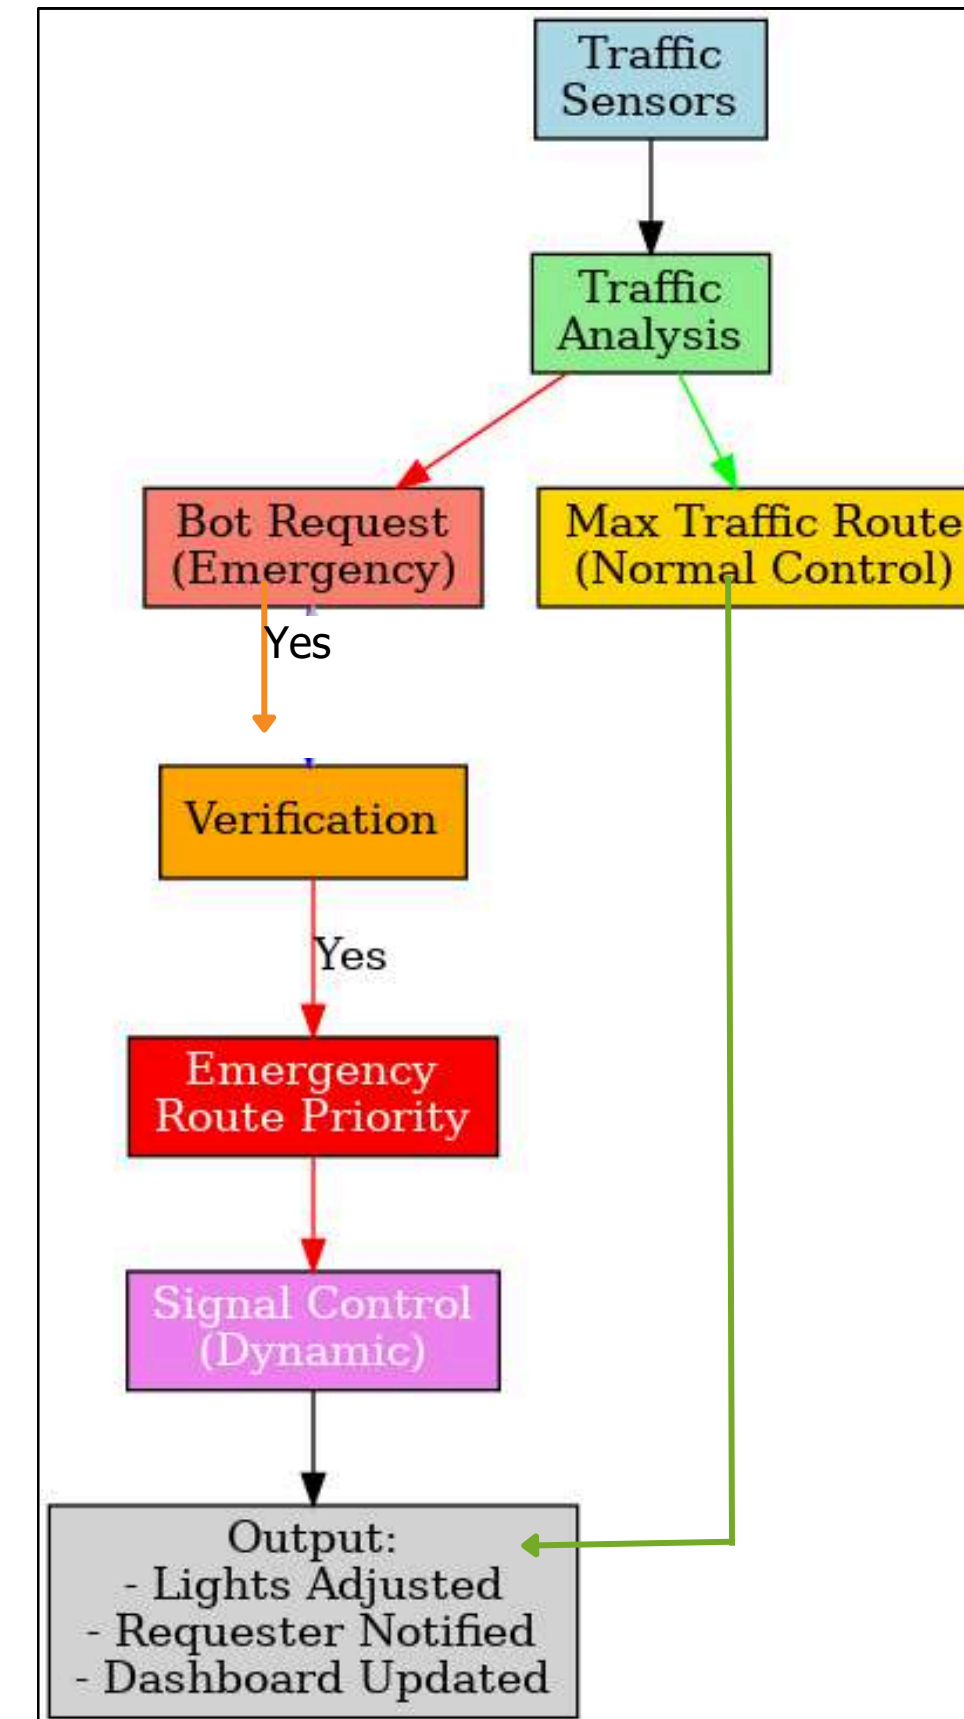 Traffic
Sensors
Traffic
Analysis
Bot Request
(Emergency)
Max Traffic Route
(Normal Control)
Yes
Verification
Yes
Emergency
Route Priority
Signal Control
(Dynamic)
Output:
- Lights Adjusted
- Requester Notified
- Dashboard Updated